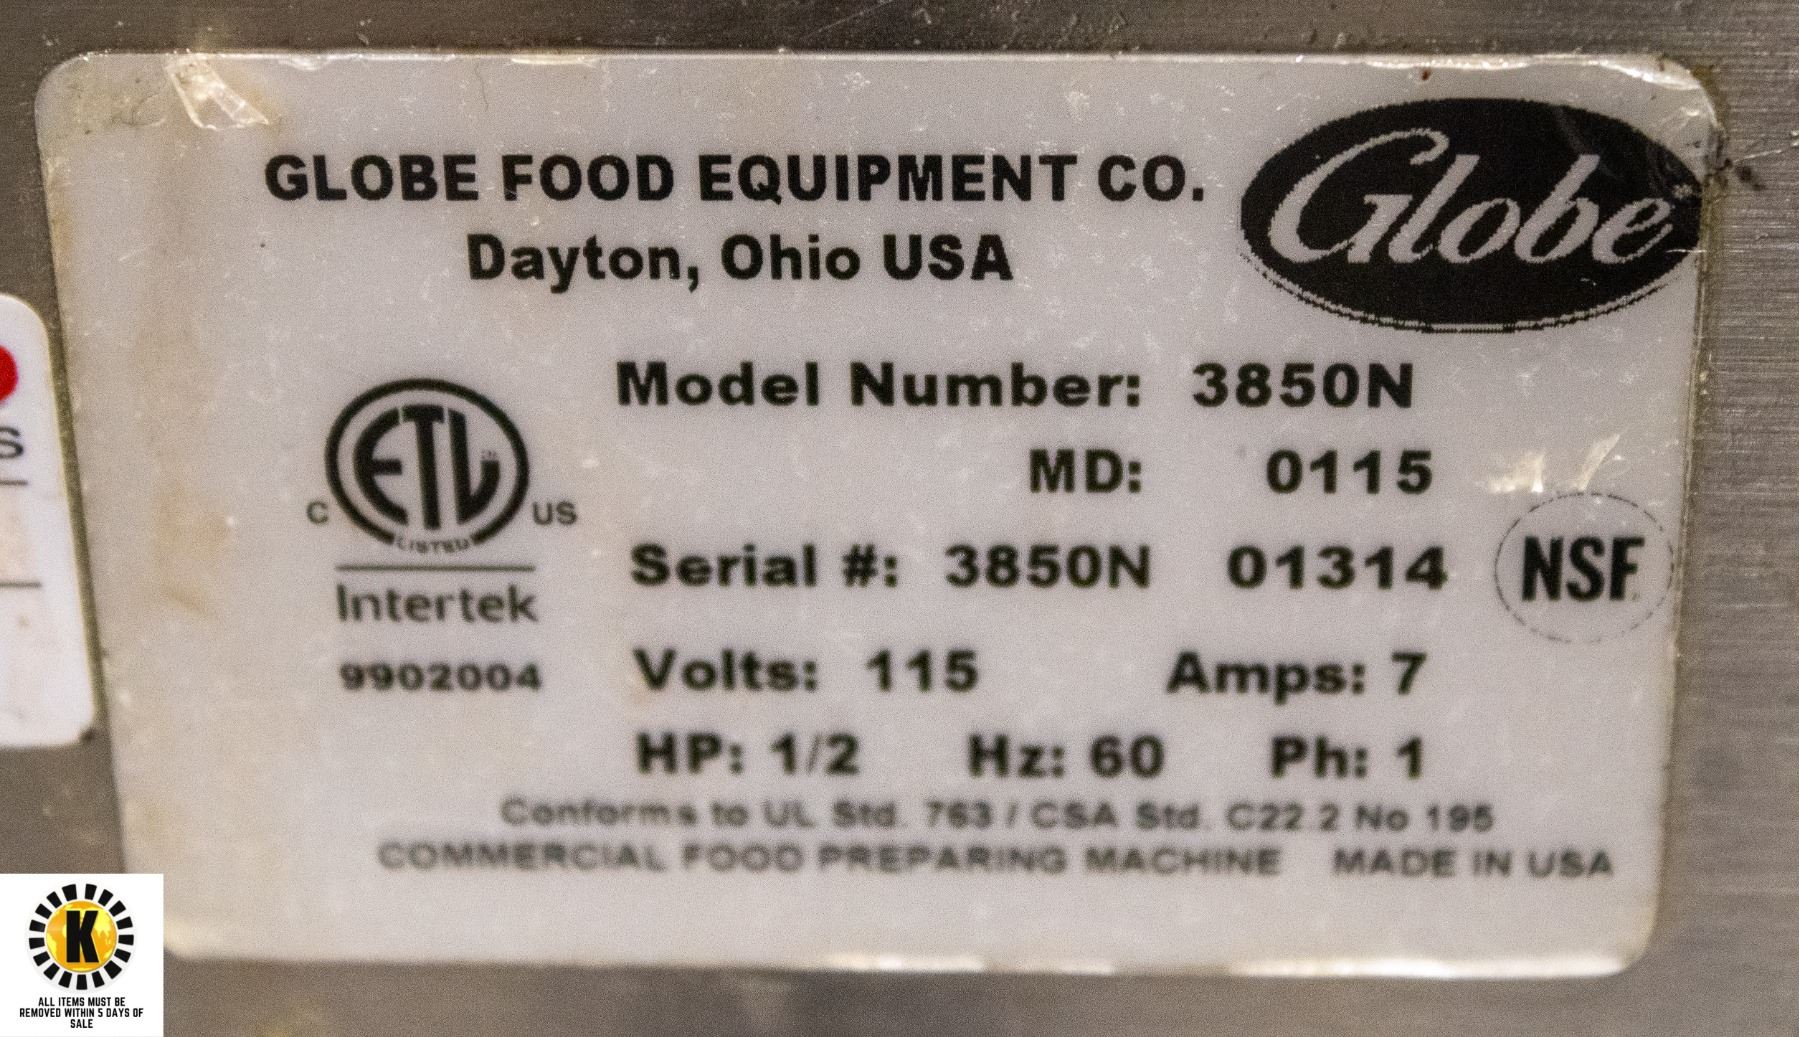 GLOBE FOOD EQUIPMENT CO.
Dayton, Ohio USA
Globe
Model Number: 3850N
MD: 0115
Serial #: 3850N 01314
Volts: 115 Amps: 7
HP: 1/2 Hz: 60 Ph: 1
Conforms to UL Std. 763 / CSA Std. C22.2 No 195
COMMERCIAL FOOD PREPARING MACHINE MADE IN USA
ETL
C US
LISTED
Intertek
9902004
NSF
S
K
ALL ITEMS MUST BE
REMOVED WITHIN 5 DAYS OF
SALE